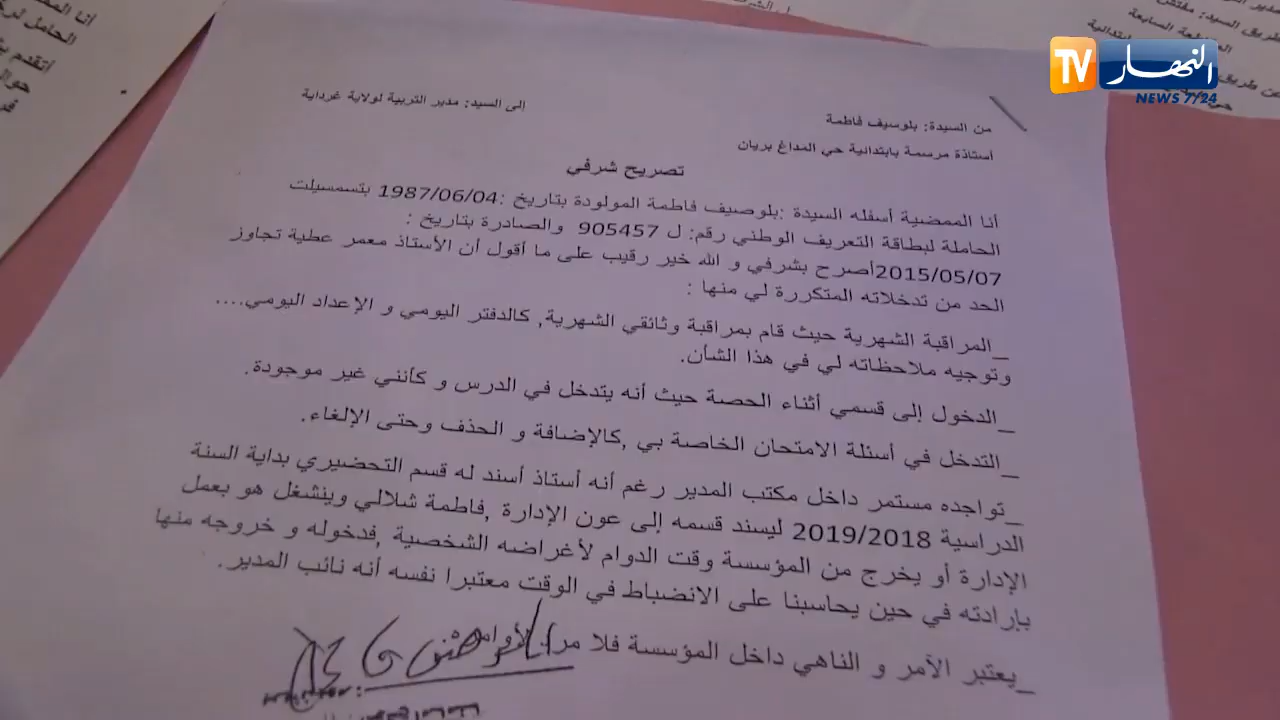 النهار TV
NEWS 7/24
من السيدة: بلوسيف فاطمة
إلى السيد: مدير التربية لولاية غرداية
أستاذة مرسمة بابتدائية حي المداغ بريان
تصريح شرفي
أنا الممضية أسفله السيدة :بلوصيف فاطمة المولودة بتاريخ :1987/06/04 بتسمسيلت
الحاملة لبطاقة التعريف الوطني رقم: ل 905457 والصادرة بتاريخ :
2015/05/07أصرح بشرفي و الله خير رقيب على ما أقول أن الأستاذ معمر عطية تجاوز
الحد من تدخلاته المتكررة لي منها :
_المراقبة الشهرية حيث قام بمراقبة وثائقي الشهرية, كالدفتر اليومي و الإعداد اليومي....
وتوجيه ملاحظاته لي في هذا الشأن.
_الدخول إلى قسمي أثناء الحصة حيث أنه يتدخل في الدرس و كأنني غير موجودة.
_التدخل في أسئلة الامتحان الخاصة بي ,كالإضافة و الحذف وحتى الإلغاء.
_تواجده مستمر داخل مكتب المدير رغم أنه أستاذ أسند له قسم التحضيري بداية السنة
الدراسية 2019/2018 ليسند قسمه إلى عون الإدارة ,فاطمة شلالي وينشغل هو بعمل
الإدارة أو يخرج من المؤسسة وقت الدوام لأغراضه الشخصية ,فدخوله و خروجه منها
بإرادته في حين يحاسبنا على الانضباط في الوقت معتبرا نفسه أنه نائب المدير.
_يعتبر الآمر و الناهي داخل المؤسسة فلا
أنا
الحامل
أتقدم
السيد: مفتش
السابعة